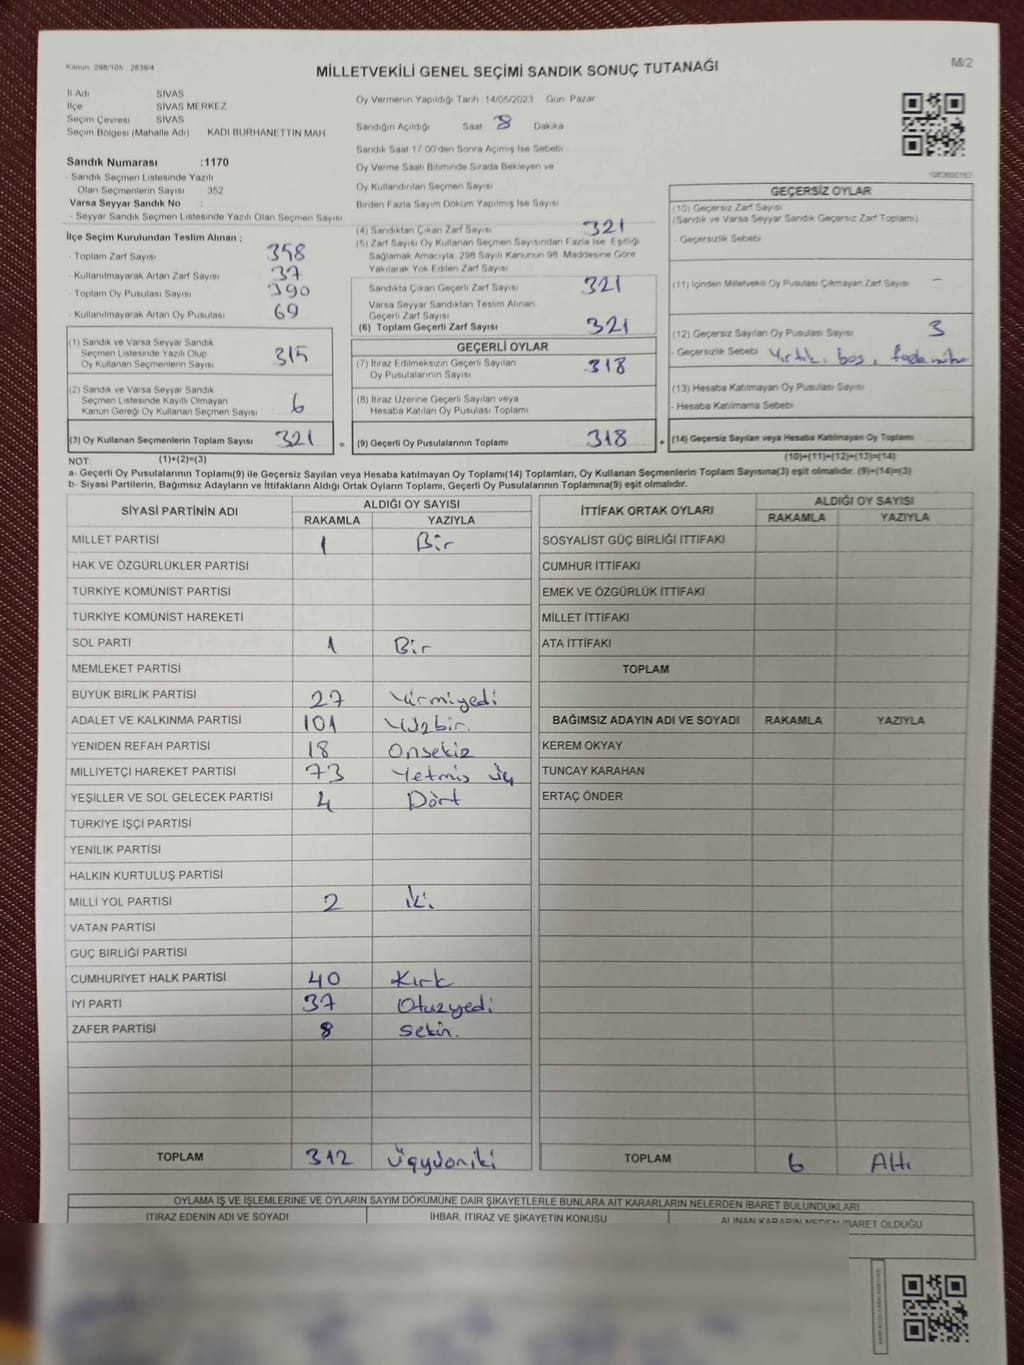 Kanun 298/105 2839/4
MİLLETVEKİLİ GENEL SEÇİMİ SANDIK SONUÇ TUTANAĞI
M/2
İl Adı SİVAS
İlçe SİVAS MERKEZ
Seçim Çevresi SİVAS
Seçim Bölgesi (Mahalle Adı) KADI BURHANETTİN MAH
Sandık Numarası :1170
- Sandık Seçmen Listesinde Yazılı
Olan Seçmenlerin Sayısı 352
Varsa Seyyar Sandık No :
- Seyyar Sandık Seçmen Listesinde Yazılı Olan Seçmen Sayısı
İlçe Seçim Kurulundan Teslim Alınan ;
- Toplam Zarf Sayısı 358
- Kullanılmayarak Artan Zarf Sayısı 37
- Toplam Oy Pusulası Sayısı 390
- Kullanılmayarak Artan Oy Pusulası 69
(1) Sandık ve Varsa Seyyar Sandık
Seçmen Listesinde Yazılı Olup
Oy Kullanan Seçmenlerin Sayısı 315
(2) Sandık ve Varsa Seyyar Sandık
Seçmen Listesinde Kayıtlı Olmayan
Kanun Gereği Oy Kullanan Seçmen Sayısı 6
(3) Oy Kullanan Seçmenlerin Toplam Sayısı 321
Oy Vermenin Yapıldığı Tarih 14/05/2023 Gün Pazar
Sandığın Açıldığı Saat 8 Dakika
Sandık Saat 17.00'den Sonra Açımış İse Sebebi
Oy Verme Saati Bitiminde Sırada Bekleyen ve
Oy Kullandırılan Seçmen Sayısı
Birden Fazla Sayım Döküm Yapılmış İse Sayısı
(4) Sandıktan Çıkan Zarf Sayısı 321
(5) Zarf Sayısı Oy Kullanan Seçmen Sayısından Fazla İse, Eşitliği
Sağlamak Amacıyla, 298 Sayılı Kanunun 98. Maddesine Göre
Yakılarak Yok Edilen Zarf Sayısı
Sandıkta Çıkan Geçerli Zarf Sayısı 321
Varsa Seyyar Sandıktan Teslim Alınan
Geçerli Zarf Sayısı
(6) Toplam Geçerli Zarf Sayısı 321
GEÇERLİ OYLAR
(7) İtiraz Edilmeksizin Geçerli Sayılan
Oy Pusulalarının Sayısı 318
(8) İtiraz Üzerine Geçerli Sayılan veya
Hesaba Katılan Oy Pusulası Toplamı
= (9) Geçerli Oy Pusulalarının Toplamı 318
GEÇERSİZ OYLAR
(10) Geçersiz Zarf Sayısı
(Sandık ve Varsa Seyyar Sandık Geçersiz Zarf Toplamı)
- Geçersizlik Sebebi
(11) İçinden Milletvekili Oy Pusulası Çıkmayan Zarf Sayısı -
(12) Geçersiz Sayılan Oy Pusulası Sayısı 3
- Geçersizlik Sebebi Yırtık, boş,
(13) Hesaba Katılmayan Oy Pusulası Sayısı
- Hesaba Katılmama Sebebi
+ (14) Geçersiz Sayılan veya Hesaba Katılmayan Oy Toplamı
NOT: (1)+(2)=(3)
(10)+(11)+(12)+(13)=(14)
a- Geçerli Oy Pusulalarının Toplamı(9) ile Geçersiz Sayılan veya Hesaba katılmayan Oy Toplamı(14) Toplamları, Oy Kullanan Seçmenlerin Toplam Sayısına(3) eşit olmalıdır. (9)+(14)=(3)
b- Siyasi Partilerin, Bağımsız Adayların ve İttifakların Aldığı Ortak Oyların Toplamı, Geçerli Oy Pusulalarının Toplamına(9) eşit olmalıdır.
SİYASİ PARTİNİN ADI ALDIĞI OY SAYISI
RAKAMLA YAZIYLA
MİLLET PARTİSİ 1 Bir
HAK VE ÖZGÜRLÜKLER PARTİSİ
TÜRKİYE KOMÜNİST PARTİSİ
TÜRKİYE KOMÜNİST HAREKETİ
SOL PARTİ 1 Bir
MEMLEKET PARTİSİ
BÜYÜK BİRLİK PARTİSİ 27 Yirmiyedi
ADALET VE KALKINMA PARTİSİ 101 Yüzbir.
YENİDEN REFAH PARTİSİ 18 Onsekiz
MİLLİYETÇİ HAREKET PARTİSİ 73 Yetmiş üç
YEŞİLLER VE SOL GELECEK PARTİSİ 4 Dört
TÜRKİYE İŞÇİ PARTİSİ
YENİLİK PARTİSİ
HALKIN KURTULUŞ PARTİSİ
MİLLİ YOL PARTİSİ 2 İki.
VATAN PARTİSİ
GÜÇ BİRLİĞİ PARTİSİ
CUMHURİYET HALK PARTİSİ 40 Kırk
İYİ PARTİ 37 Otuzyedi
ZAFER PARTİSİ 8 Sekiz.
TOPLAM 312 Üçyüzoniki
İTTİFAK ORTAK OYLARI ALDIĞI OY SAYISI
RAKAMLA YAZIYLA
SOSYALİST GÜÇ BİRLİĞİ İTTİFAKI
CUMHUR İTTİFAKI
EMEK VE ÖZGÜRLÜK İTTİFAKI
MİLLET İTTİFAKI
ATA İTTİFAKI
TOPLAM
BAĞIMSIZ ADAYIN ADI VE SOYADI RAKAMLA YAZIYLA
KEREM OKYAY
TUNCAY KARAHAN
ERTAÇ ÖNDER
TOPLAM 6 Altı
OYLAMA İŞ VE İŞLEMLERİNE VE OYLARIN SAYIM DÖKÜMÜNE DAİR ŞİKAYETLERLE BUNLARA AİT KARARLARIN NELERDEN İBARET BULUNDUKLARI
İTİRAZ EDENİN ADI VE SOYADI İHBAR, İTİRAZ VE ŞİKAYETİN KONUSU ALINAN KARARIN NEDEN İBARET OLDUĞU